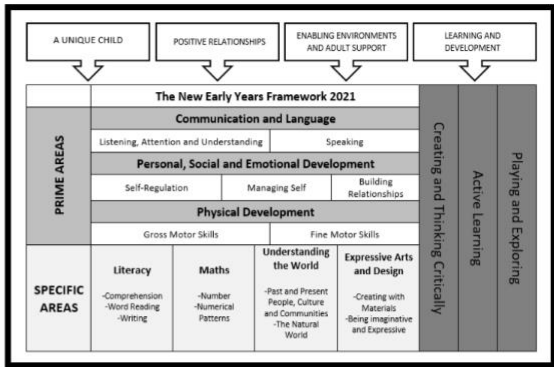 A UNIQUE CHILD
POSITIVE RELATIONSHIPS
ENABLING ENVIRONMENTS
AND ADULT SUPPORT
LEARNING AND
DEVELOPMENT
The New Early Years Framework 2021
PRIME AREAS
Communication and Language
Listening, Attention and Understanding
Speaking
Personal, Social and Emotional Development
Self-Regulation
Managing Self
Building
Relationships
Physical Development
Gross Motor Skills
Fine Motor Skills
SPECIFIC
AREAS
Literacy
-Comprehension
-Word Reading
-Writing
Maths
-Number
-Numerical
Patterns
Understanding
the World
-Past and Present
People, Culture
and Communities
-The Natural
World
Expressive Arts
and Design
-Creating with
Materials
-Being imaginative
and Expressive
Creating and Thinking Critically
Active Learning
Playing and Exploring